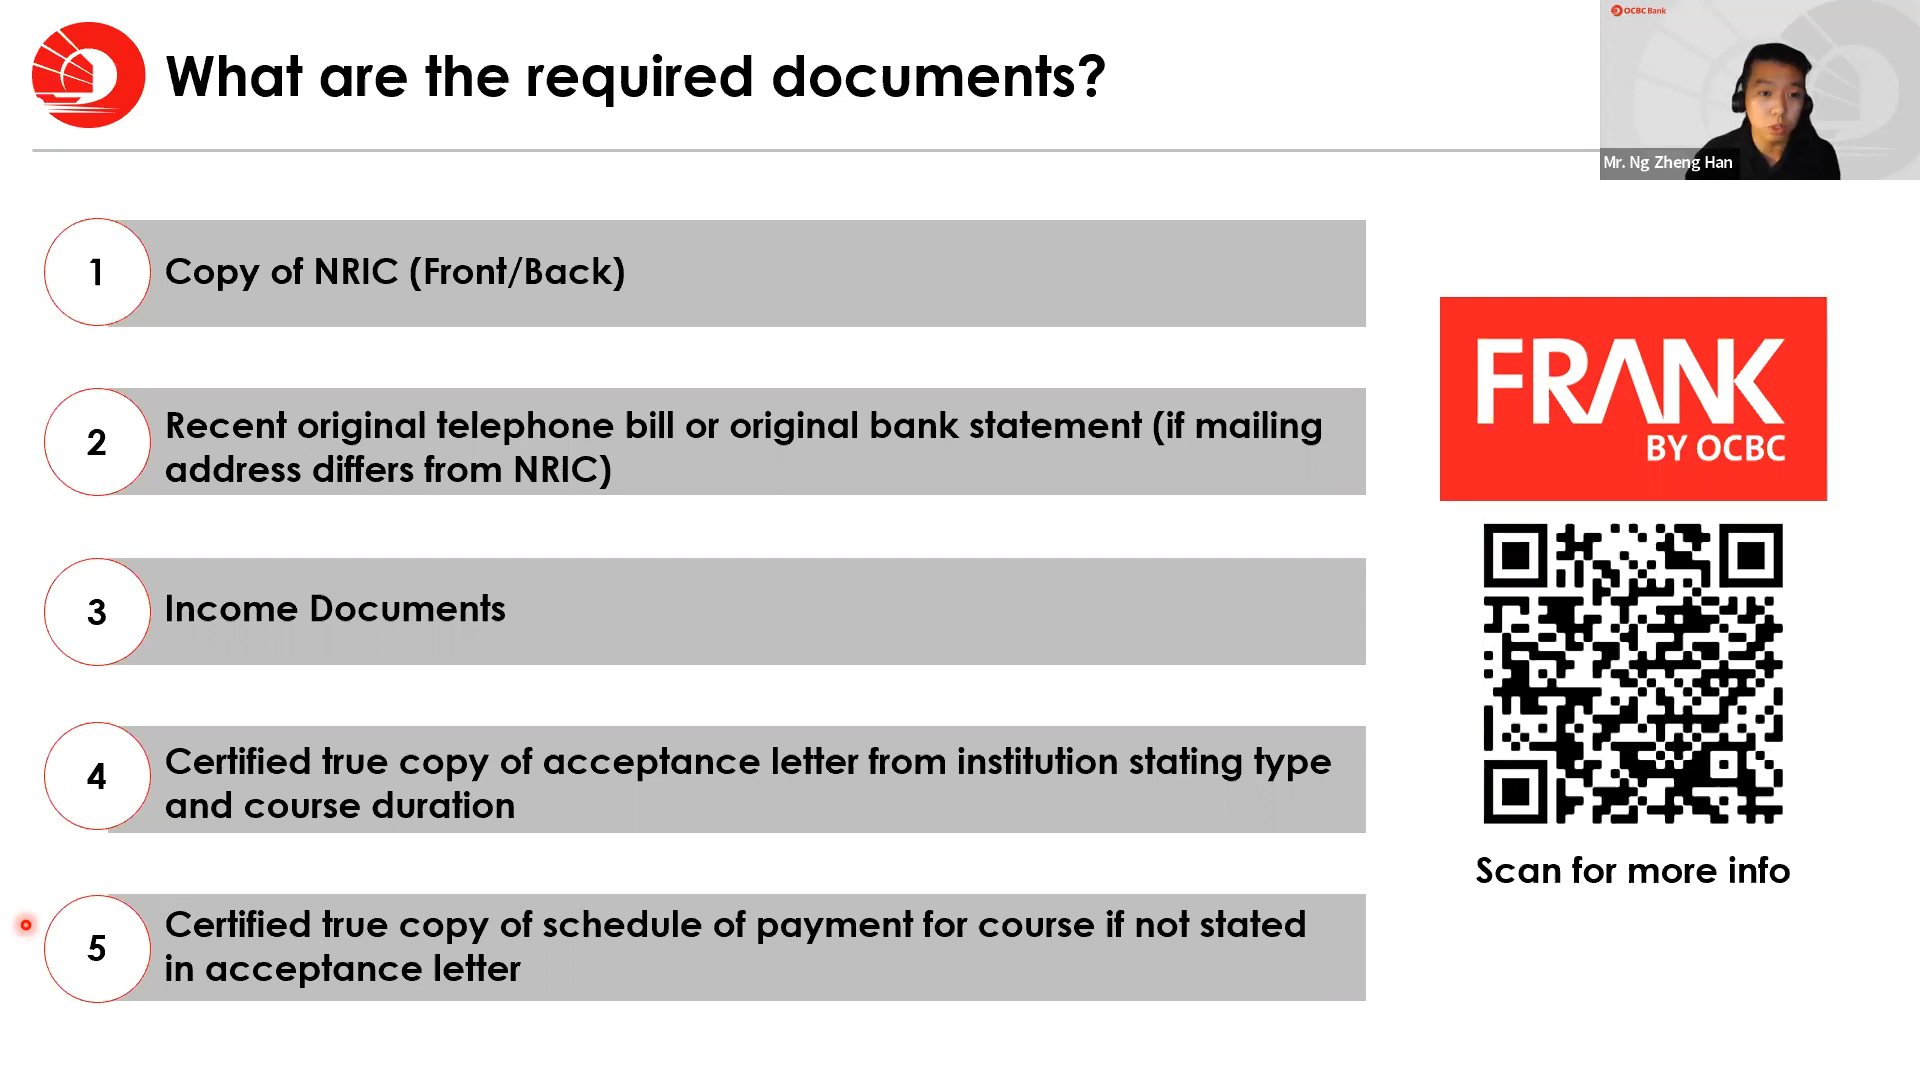 What are the required documents?
OCBC Bank
Mr. Ng Zheng Han
1
Copy of NRIC (Front/Back)
2
Recent original telephone bill or original bank statement (if mailing
address differs from NRIC)
3
Income Documents
4
Certified true copy of acceptance letter from institution stating type
and course duration
5
Certified true copy of schedule of payment for course if not stated
in acceptance letter
FRANK
BY OCBC
Scan for more info